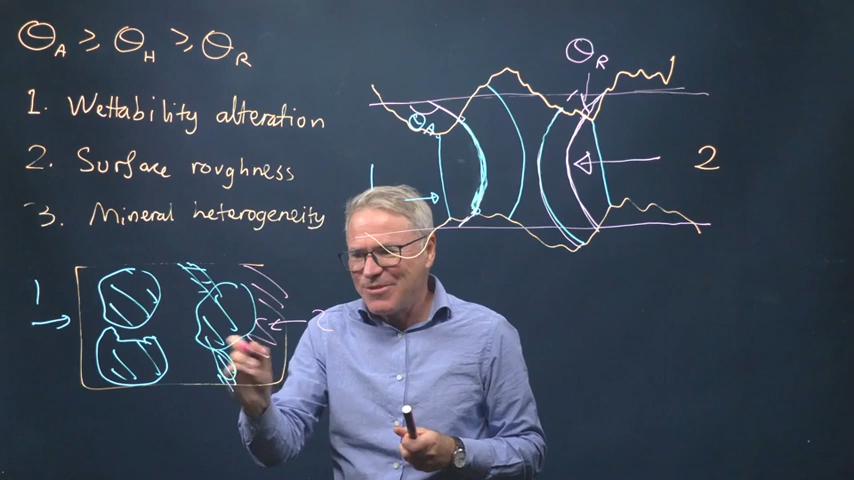 ΘA ≥ ΘH ≥ ΘR
1. Wettability alteration
2. Surface roughness
3. Mineral heterogeneity
ΘR
ΘA
2
1
1
2